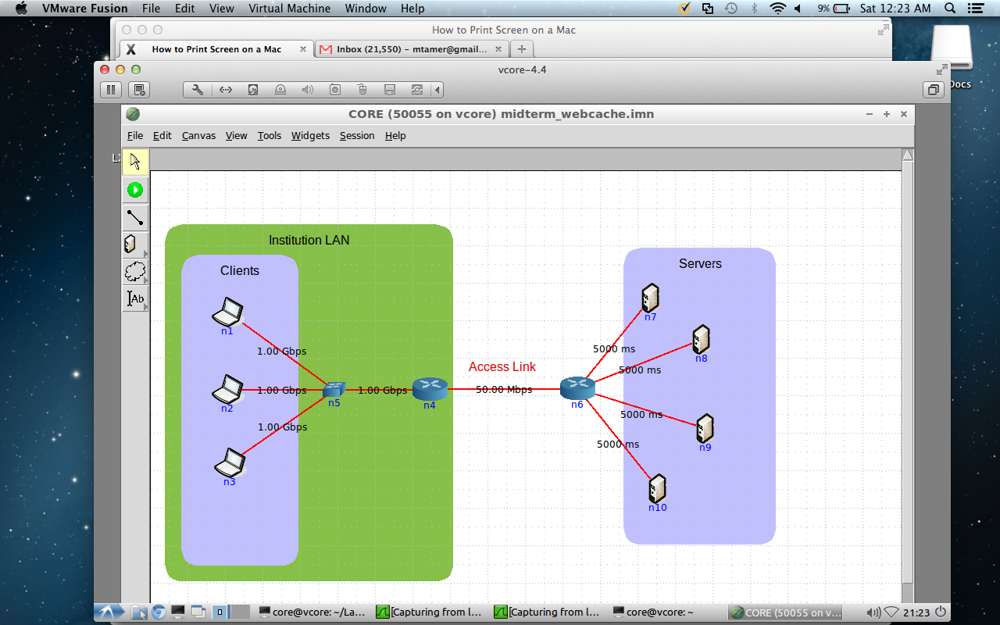 VMware Fusion File Edit View Virtual Machine Window Help 9% Sat 12:23 AM
How to Print Screen on a Mac
How to Print Screen on a Mac Inbox (21,550) – mtamer@gmail...
vcore-4.4
Docs
CORE (50055 on vcore) midterm_webcache.imn
File Edit Canvas View Tools Widgets Session Help
Institution LAN
Clients
Servers
n1
n7
1.00 Gbps
5000 ms
n8
Access Link
5000 ms
1.00 Gbps
1.00 Gbps
50.00 Mbps
n2
n5
n4
n6
5000 ms
1.00 Gbps
5000 ms
n9
n3
n10
Ab
core@vcore: ~/La... [Capturing from l... [Capturing from l... core@vcore: ~ CORE (50055 on v... 21:23